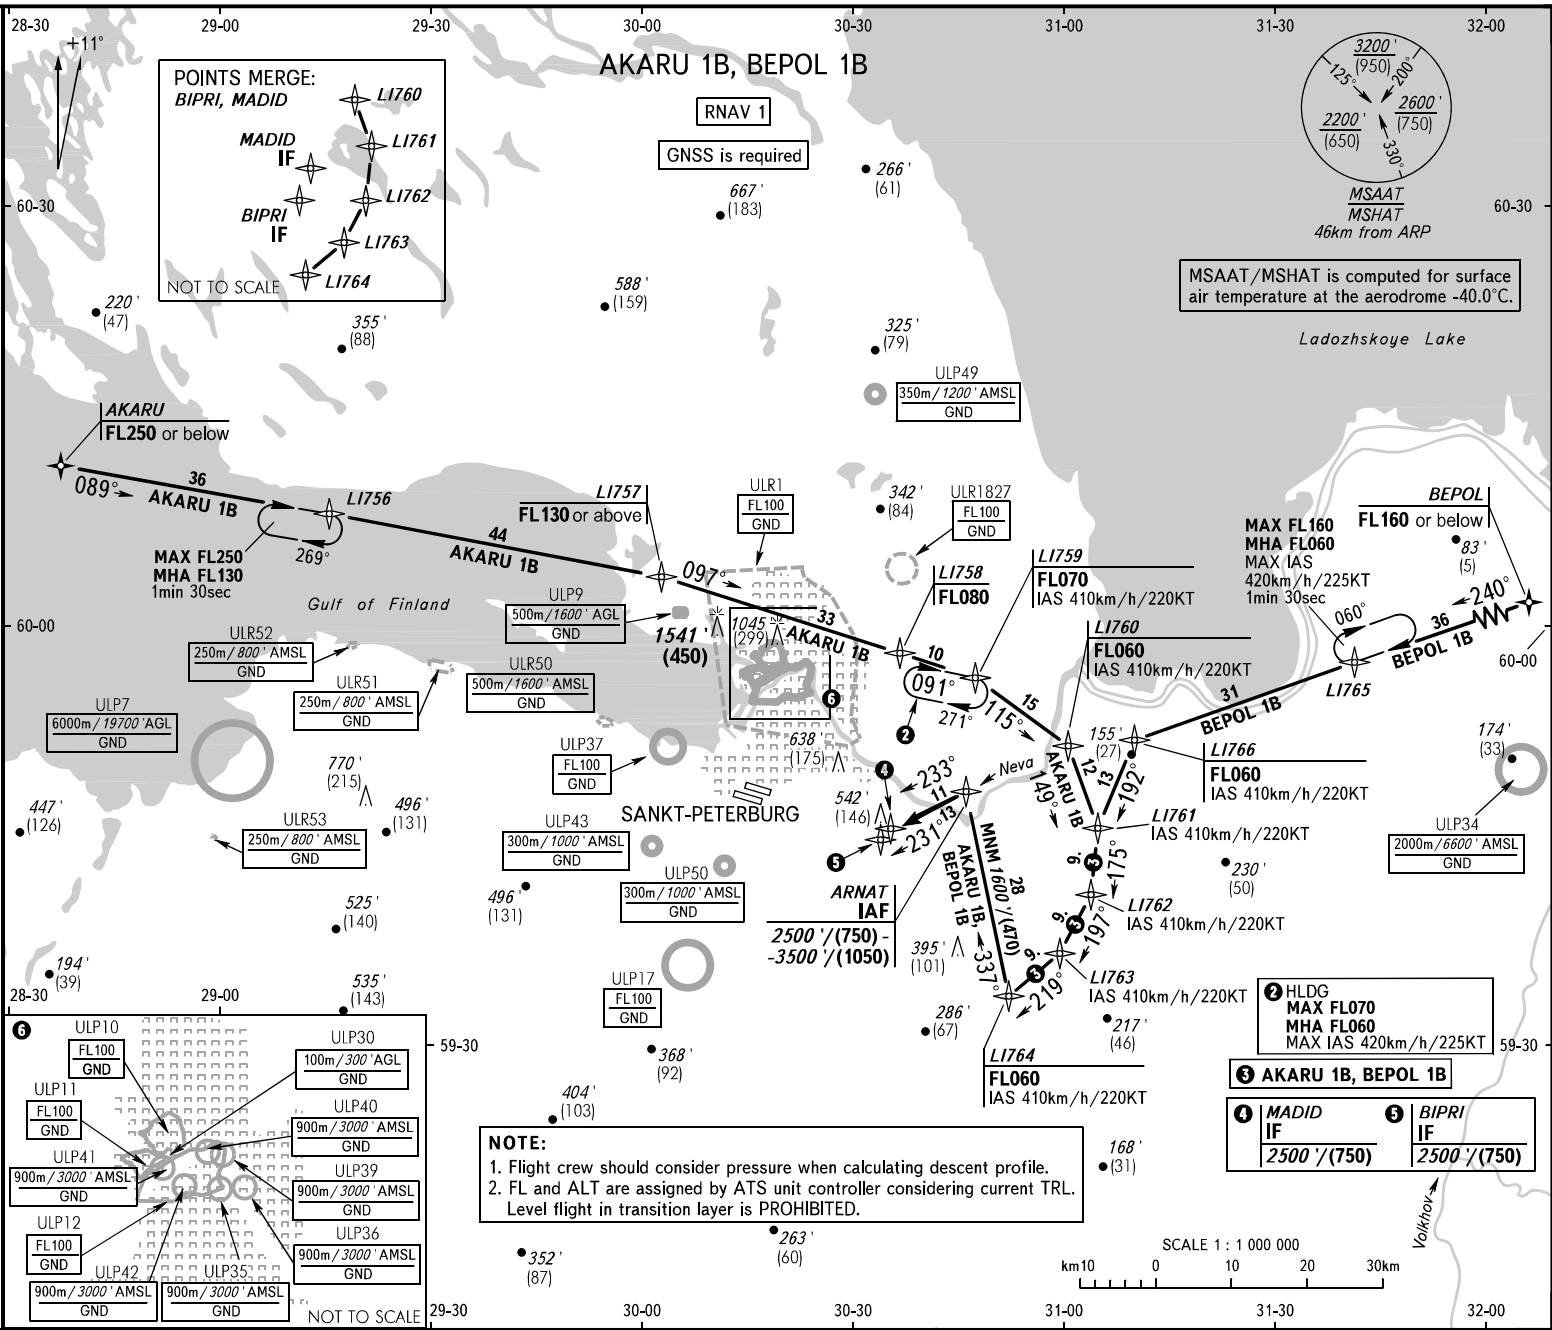 28-30
29-00
29-30
30-00
30-30
31-00
31-30
32-00
+11°
AKARU 1B, BEPOL 1B
RNAV 1
GNSS is required
POINTS MERGE:
BIPRI, MADID
LI760
LI761
MADID
IF
LI762
BIPRI
IF
LI763
LI764
NOT TO SCALE
3200'
(950)
125°
200°
2600'
(750)
2200'
(650)
330°
MSAAT
MSHAT
46km from ARP
60-30
60-30
MSAAT/MSHAT is computed for surface
air temperature at the aerodrome -40.0°C.
Ladozhskoye Lake
266'
(61)
667'
(183)
588'
(159)
220'
(47)
355'
(88)
325'
(79)
ULP49
350m/1200' AMSL
GND
AKARU
FL250 or below
36
089°
AKARU 1B
LI756
269°
MAX FL250
MHA FL130
1min 30sec
44
AKARU 1B
LI757
FL130 or above
ULR1
FL100
GND
342'
(84)
ULR1827
FL100
GND
097°
LI758
FL080
LI759
FL070
IAS 410km/h/220KT
MAX FL160
MHA FL060
MAX IAS
420km/h/225KT
1min 30sec
BEPOL
FL160 or below
83'
(5)
240°
060°
36
BEPOL 1B
60-00
60-00
LI765
Gulf of Finland
ULP9
500m/1600' AGL
GND
1541'
(450)
1045'
(299)
33
AKARU 1B
LI760
FL060
IAS 410km/h/220KT
ULR52
250m/800' AMSL
GND
ULR51
250m/800' AMSL
GND
ULR50
500m/1600' AMSL
GND
10
091°
271°
115°
15
2
6
31
BEPOL 1B
ULP7
6000m/19700' AGL
GND
ULP37
FL100
GND
638'
(175)
155'
(27)
LI766
FL060
IAS 410km/h/220KT
174'
(33)
770'
(215)
4
233°
Neva
11
13
231°
12
AKARU 1B
149°
13
192°
542'
(146)
SANKT-PETERBURG
447'
(126)
496'
(131)
ULR53
250m/800' AMSL
GND
ULP43
300m/1000' AMSL
GND
5
LI761
IAS 410km/h/220KT
ULP34
2000m/6600' AMSL
GND
ULP50
300m/1000' AMSL
GND
496'
(131)
28
MNM 1600'/(470)
AKARU 1B,
BEPOL 1B
337°
9.
3
175°
230'
(50)
ARNAT
IAF
2500'/(750) -
-3500'/(1050)
LI762
IAS 410km/h/220KT
9.
3
197°
525'
(140)
395'
(101)
9.
3
219°
LI763
IAS 410km/h/220KT
194'
(39)
535'
(143)
ULP17
FL100
GND
286'
(67)
217'
(46)
2 HLDG
MAX FL070
MHA FL060
MAX IAS 420km/h/225KT
28-30
29-00
59-30
59-30
368'
(92)
LI764
FL060
IAS 410km/h/220KT
3 AKARU 1B, BEPOL 1B
404'
(103)
4 MADID
IF
2500'/(750)
5 BIPRI
IF
2500'/(750)
6
ULP10
FL100
GND
ULP30
100m/300'AGL
GND
ULP11
FL100
GND
ULP40
900m/3000' AMSL
GND
ULP41
900m/3000' AMSL
GND
ULP39
900m/3000' AMSL
GND
ULP12
FL100
GND
ULP36
900m/3000' AMSL
GND
ULP42
900m/3000' AMSL
GND
ULP35
900m/3000' AMSL
GND
NOT TO SCALE
NOTE:
1. Flight crew should consider pressure when calculating descent profile.
2. FL and ALT are assigned by ATS unit controller considering current TRL.
Level flight in transition layer is PROHIBITED.
168'
(31)
263'
(60)
352'
(87)
Volkhov
SCALE 1 : 1 000 000
km10 0 10 20 30km
29-30
30-00
30-30
31-00
31-30
32-00